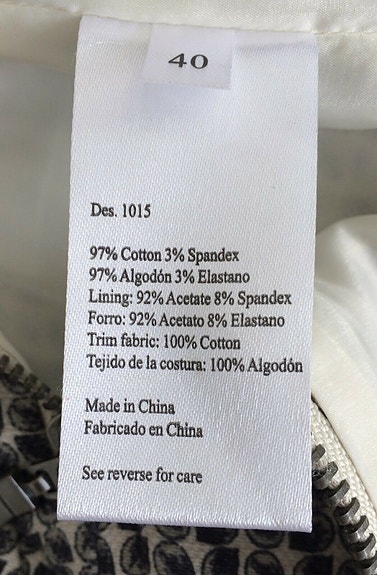 40
Des. 1015
97% Cotton 3% Spandex
97% Algodón 3% Elastano
Lining: 92% Acetate 8% Spandex
Forro: 92% Acetato 8% Elastano
Trim fabric: 100% Cotton
Tejido de la costura: 100% Algodón
Made in China
Fabricado en China
See reverse for care